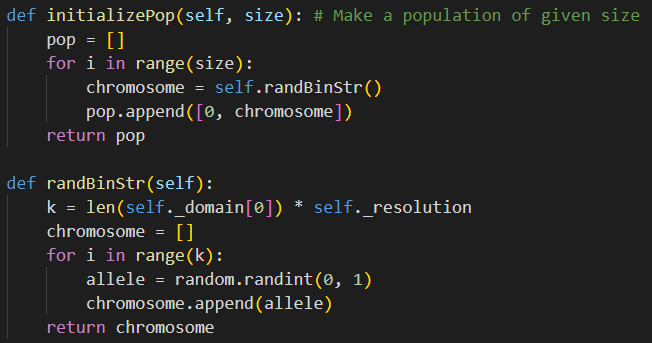 def initializePop(self, size): # Make a population of given size
    pop = []
    for i in range(size):
        chromosome = self.randBinStr()
        pop.append([0, chromosome])
    return pop

def randBinStr(self):
    k = len(self._domain[0]) * self._resolution
    chromosome = []
    for i in range(k):
        allele = random.randint(0, 1)
        chromosome.append(allele)
    return chromosome